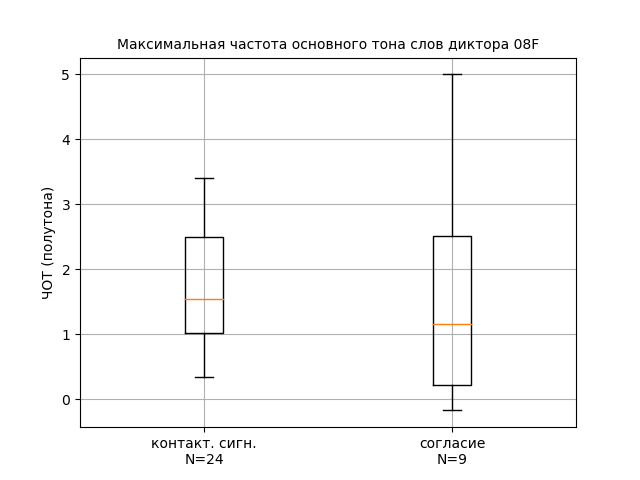 Максимальная частота основного тона слов диктора 08F
ЧОТ (полутона)
5
4
3
2
1
0
контакт. сигн.
N=24
согласие
N=9